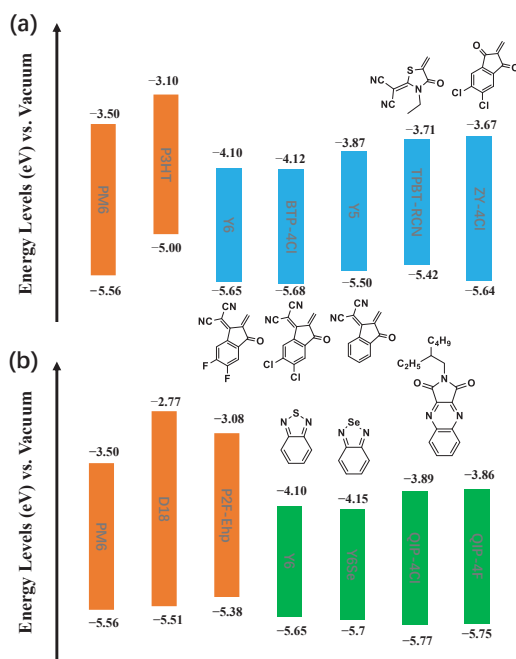 (a)
Energy Levels (eV) vs. Vacuum
−3.50
PM6
−5.56
−3.10
P3HT
−5.00
−4.10
Y6
−5.65
−4.12
BTP-4Cl
−5.68
−3.87
Y5
−5.50
−3.71
TPBT-RCN
−5.42
−3.67
ZY-4Cl
−5.64
NC
CN
S
O
N
O
O
Cl
Cl
CN
CN
O
F
F
CN
CN
O
Cl
Cl
CN
CN
O
(b)
Energy Levels (eV) vs. Vacuum
−3.50
PM6
−5.56
−2.77
D18
−5.51
−3.08
P2F-Ehp
−5.38
−4.10
Y6
−5.65
−4.15
Y6Se
−5.7
−3.89
QIP-4Cl
−5.77
−3.86
QIP-4F
−5.75
S
N
N
Se
N
N
C4H9
C2H5
N
O
O
N
N